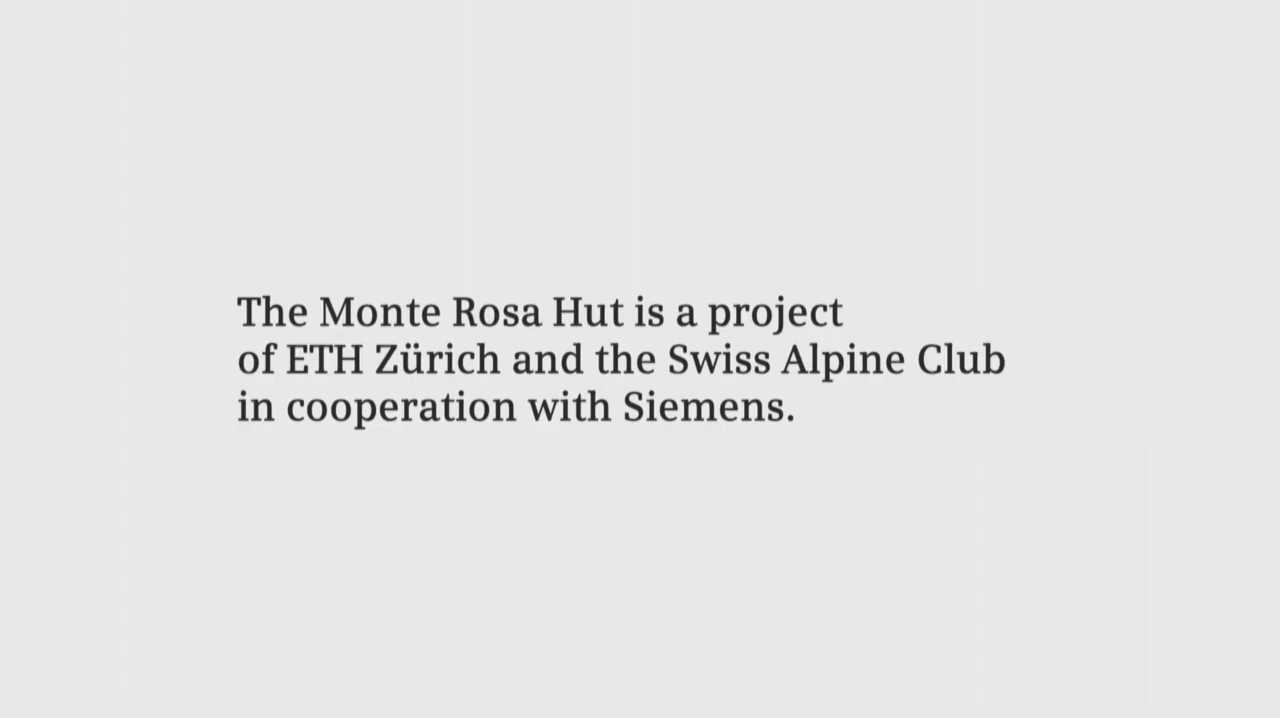 The Monte Rosa Hut is a project
of ETH Zürich and the Swiss Alpine Club
in cooperation with Siemens.